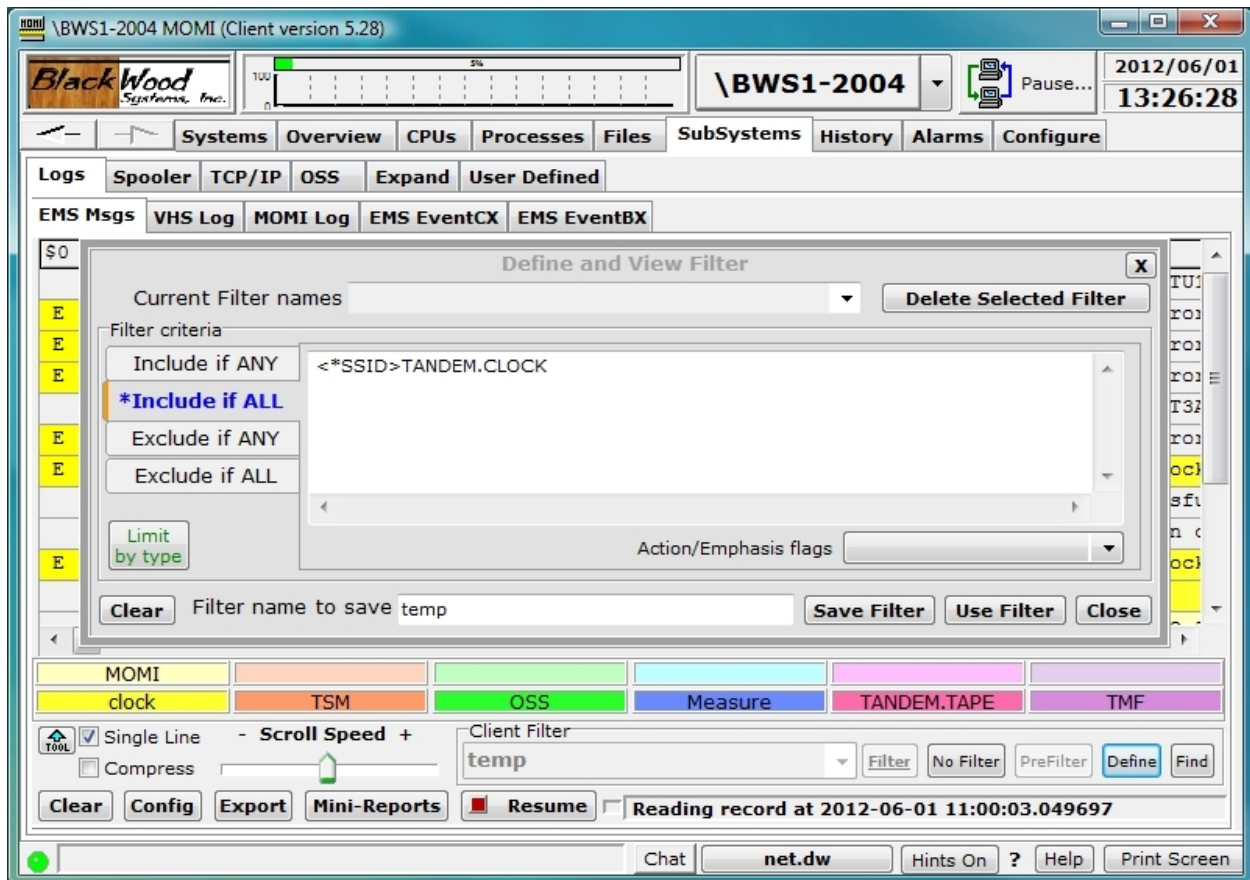 MOMI \BWS1-2004 MOMI (Client version 5.28)
BlackWood
Systems, Inc.
100
0
5%
\BWS1-2004
Pause...
2012/06/01
13:26:28
Systems Overview CPUs Processes Files SubSystems History Alarms Configure
Logs Spooler TCP/IP OSS Expand User Defined
EMS Msgs VHS Log MOMI Log EMS EventCX EMS EventBX
$0
Define and View Filter X
Current Filter names Delete Selected Filter
Filter criteria
Include if ANY
<*SSID>TANDEM.CLOCK
*Include if ALL
Exclude if ANY
Exclude if ALL
Limit
by type
Action/Emphasis flags
Clear Filter name to save temp Save Filter Use Filter Close
E
E
E
E
E
E
MOMI
clock TSM OSS Measure TANDEM.TAPE TMF
TOOL Single Line - Scroll Speed + Client Filter
Compress temp Filter No Filter PreFilter Define Find
Clear Config Export Mini-Reports Resume Reading record at 2012-06-01 11:00:03.049697
Chat net.dw Hints On ? Help Print Screen